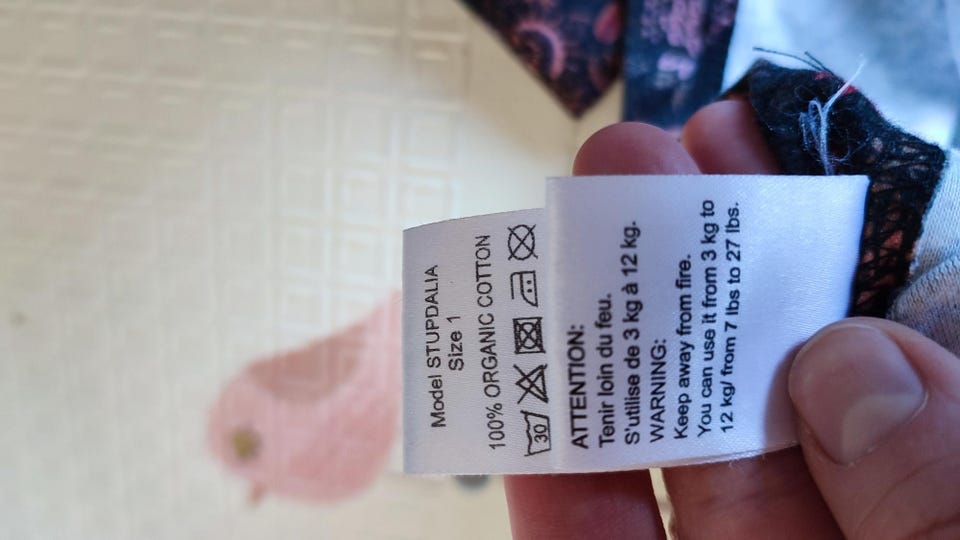 Model STUPDALIA
Size 1
100% ORGANIC COTTON
30
ATTENTION:
Tenir loin du feu.
S'utilise de 3 kg à 12 kg.
WARNING:
Keep away from fire.
You can use it from 3 kg to
12 kg/ from 7 lbs to 27 lbs.